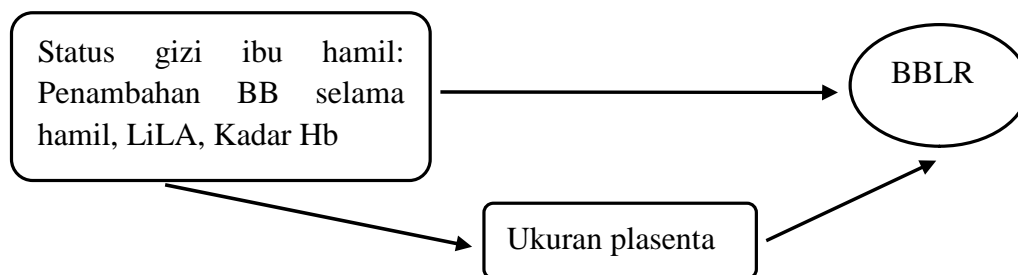 Status gizi ibu hamil:
Penambahan BB selama
hamil, LiLA, Kadar Hb
BBLR
Ukuran plasenta